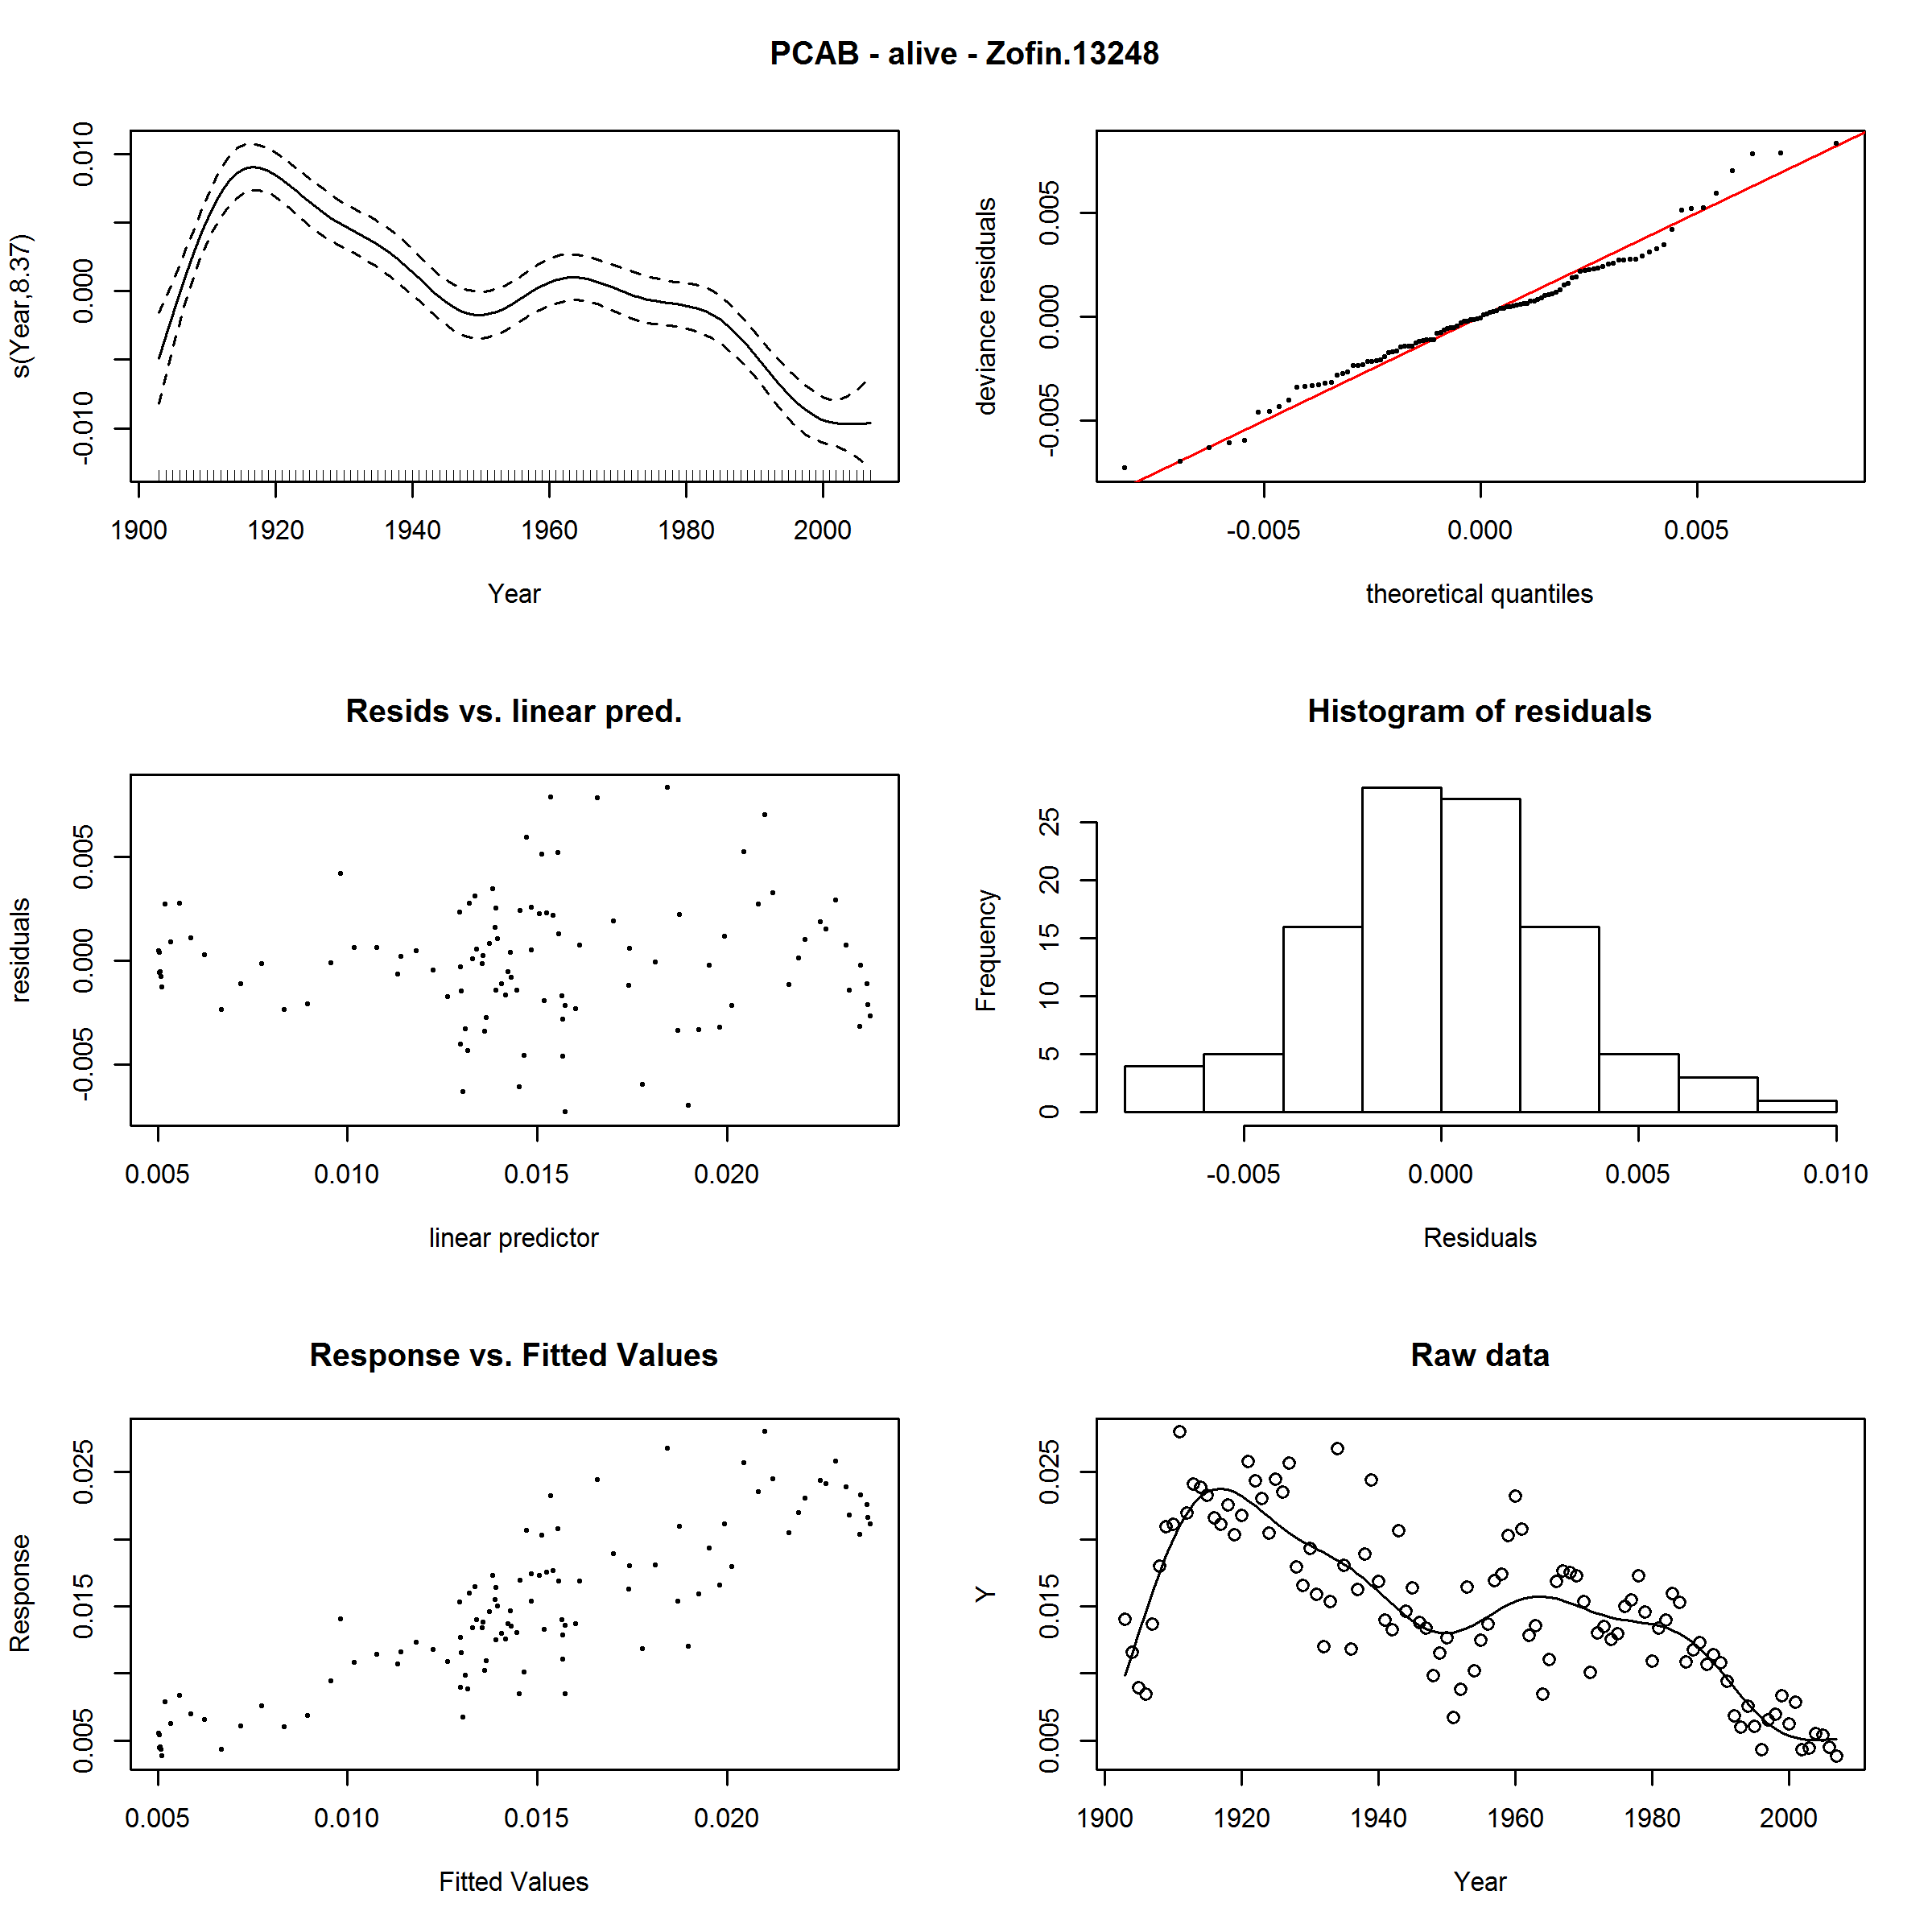 PCAB - alive - Zofin.13248
s(Year,8.37)
-0.010 0.000 0.010
1900 1920 1940 1960 1980 2000
Year
deviance residuals
-0.005 0.000 0.005
-0.005 0.000 0.005
theoretical quantiles
Resids vs. linear pred.
residuals
-0.005 0.000 0.005
0.005 0.010 0.015 0.020
linear predictor
Histogram of residuals
Frequency
0 5 10 15 20 25
-0.005 0.000 0.005 0.010
Residuals
Response vs. Fitted Values
Response
0.005 0.015 0.025
0.005 0.010 0.015 0.020
Fitted Values
Raw data
Y
0.005 0.015 0.025
1900 1920 1940 1960 1980 2000
Year